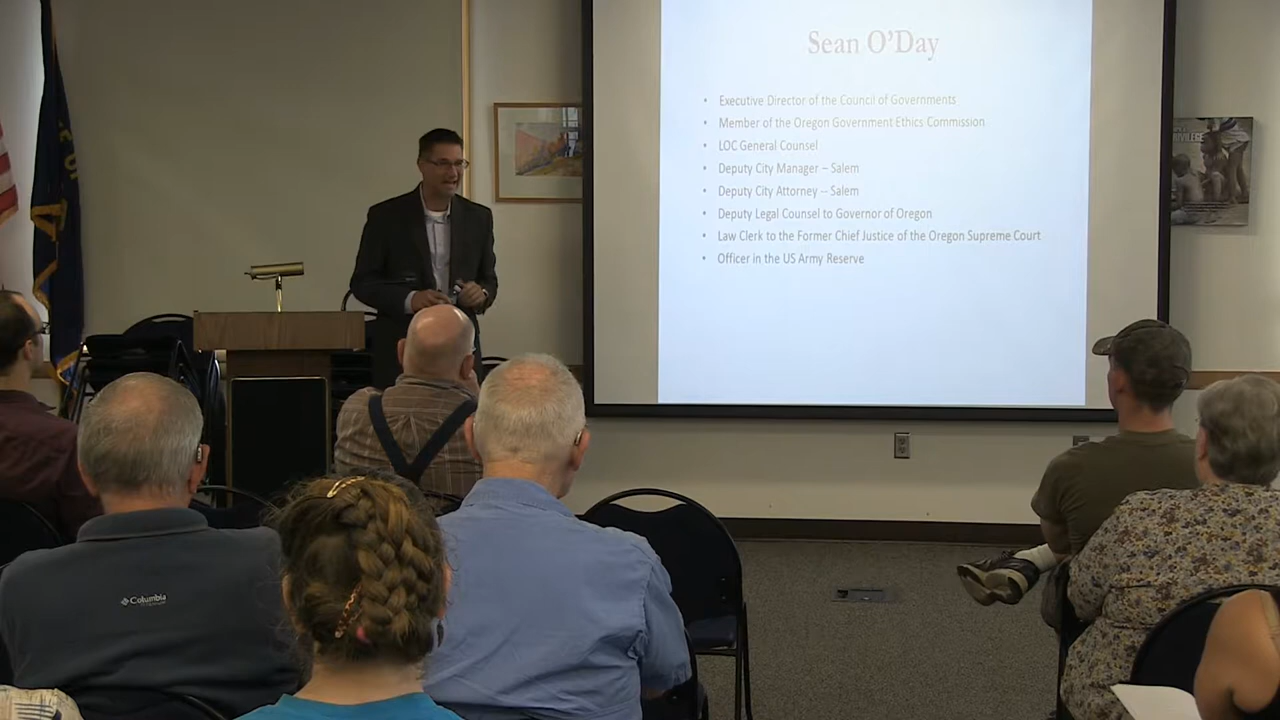 Sean O'Day
• Executive Director of the Council of Governments
• Member of the Oregon Government Ethics Commission
• LOC General Counsel
• Deputy City Manager – Salem
• Deputy City Attorney – Salem
• Deputy Legal Counsel to Governor of Oregon
• Law Clerk to the Former Chief Justice of the Oregon Supreme Court
• Officer in the US Army Reserve
Columbia